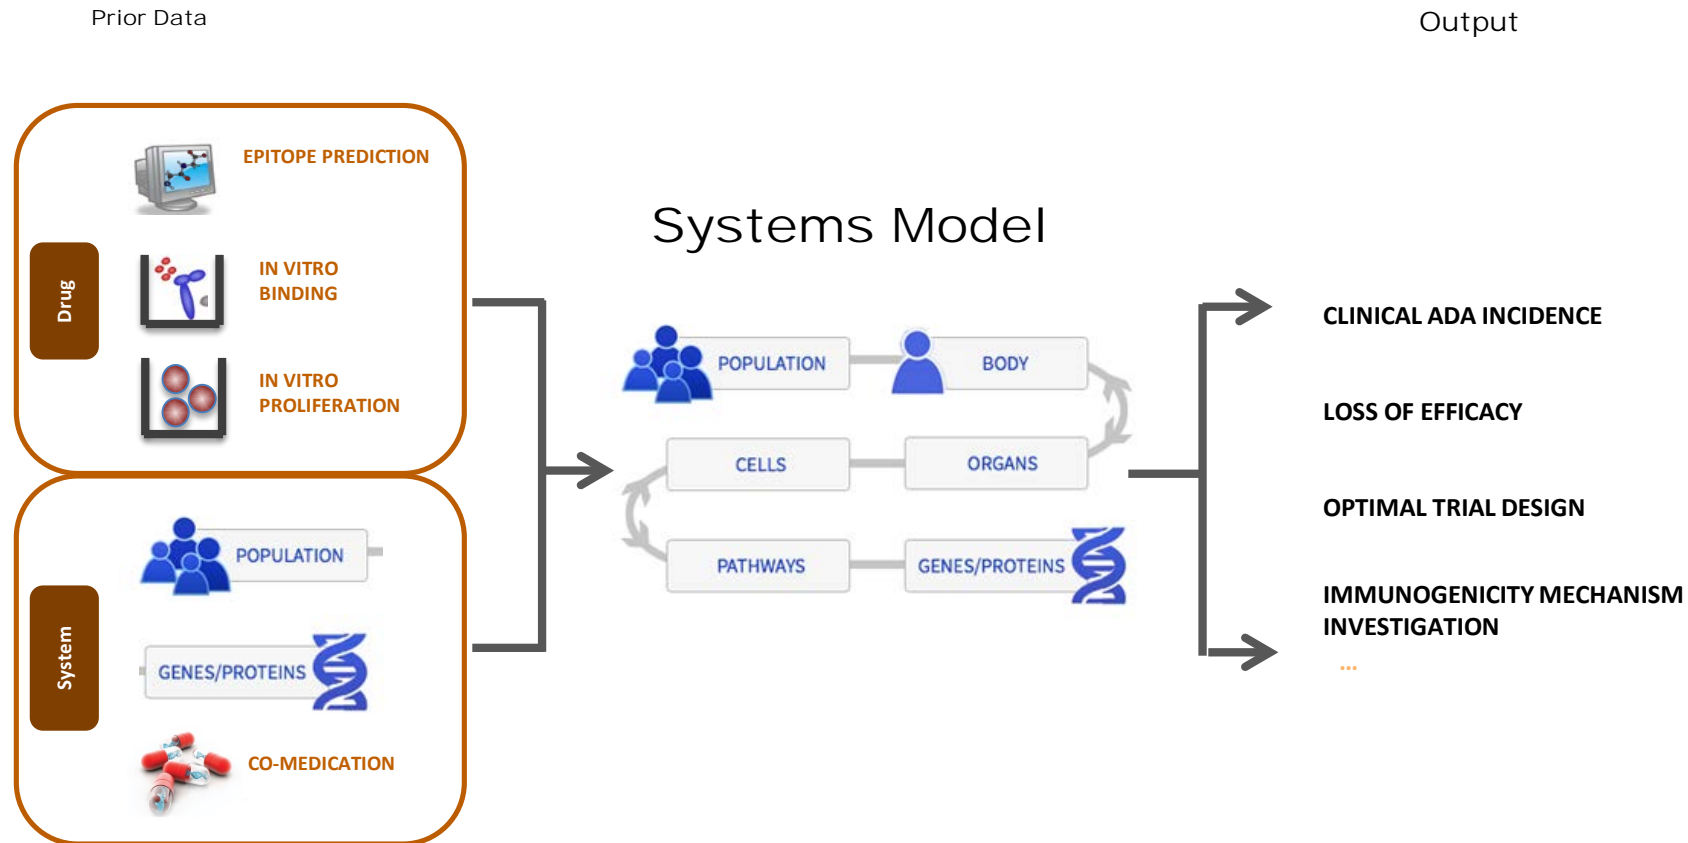 Prior Data
Output
EPITOPE PREDICTION
Drug
IN VITRO
BINDING
IN VITRO
PROLIFERATION
System
POPULATION
GENES/PROTEINS
CO-MEDICATION
Systems Model
POPULATION
BODY
CELLS
ORGANS
PATHWAYS
GENES/PROTEINS
CLINICAL ADA INCIDENCE
LOSS OF EFFICACY
OPTIMAL TRIAL DESIGN
IMMUNOGENICITY MECHANISM
INVESTIGATION
...